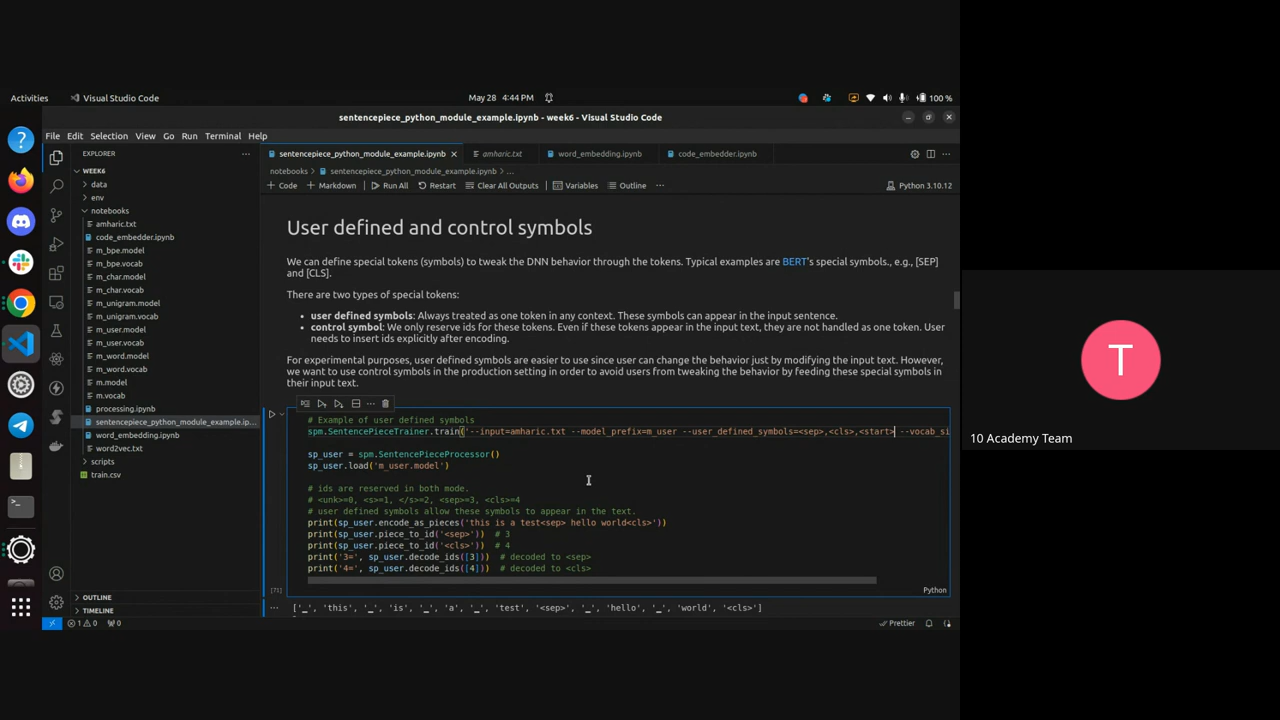 Activities
Visual Studio Code
May 28 4:44 PM
100 %
sentencepiece_python_module_example.ipynb - week6 - Visual Studio Code
File Edit Selection View Go Run Terminal Help
EXPLORER
WEEK6
data
env
notebooks
amharic.txt
code_embedder.ipynb
m_bpe.model
m_bpe.vocab
m_char.model
m_char.vocab
m_unigram.model
m_unigram.vocab
m_user.model
m_user.vocab
m_word.model
m_word.vocab
m.model
m.vocab
processing.ipynb
sentencepiece_python_module_example.ip...
word_embedding.ipynb
word2vec.txt
scripts
train.csv
OUTLINE
TIMELINE
sentencepiece_python_module_example.ipynb
amharic.txt
word_embedding.ipynb
code_embedder.ipynb
notebooks > sentencepiece_python_module_example.ipynb > ...
+ Code + Markdown Run All Restart Clear All Outputs Variables Outline ...
Python 3.10.12
User defined and control symbols
We can define special tokens (symbols) to tweak the DNN behavior through the tokens. Typical examples are BERT's special symbols., e.g., [SEP]
and [CLS].
There are two types of special tokens:
• user defined symbols: Always treated as one token in any context. These symbols can appear in the input sentence.
• control symbol: We only reserve ids for these tokens. Even if these tokens appear in the input text, they are not handled as one token. User
needs to insert ids explicitly after encoding.
For experimental purposes, user defined symbols are easier to use since user can change the behavior just by modifying the input text. However,
we want to use control symbols in the production setting in order to avoid users from tweaking the behavior by feeding these special symbols in
their input text.
# Example of user defined symbols
spm.SentencePieceTrainer.train('--input=amharic.txt --model_prefix=m_user --user_defined_symbols=<sep>,<cls>,<start> --vocab_si
sp_user = spm.SentencePieceProcessor()
sp_user.load('m_user.model')
# ids are reserved in both mode.
# <unk>=0, <s>=1, </s>=2, <sep>=3, <cls>=4
# user defined symbols allow these symbols to appear in the text.
print(sp_user.encode_as_pieces('this is a test<sep> hello world<cls>'))
print(sp_user.piece_to_id('<sep>')) # 3
print(sp_user.piece_to_id('<cls>')) # 4
print('3=', sp_user.decode_ids([3])) # decoded to <sep>
print('4=', sp_user.decode_ids([4])) # decoded to <cls>
[71]
Python
['▁', 'this', '▁', 'is', '▁', 'a', '▁', 'test', '<sep>', '▁', 'hello', '▁', 'world', '<cls>']
1 0 0
Prettier
T
10 Academy Team